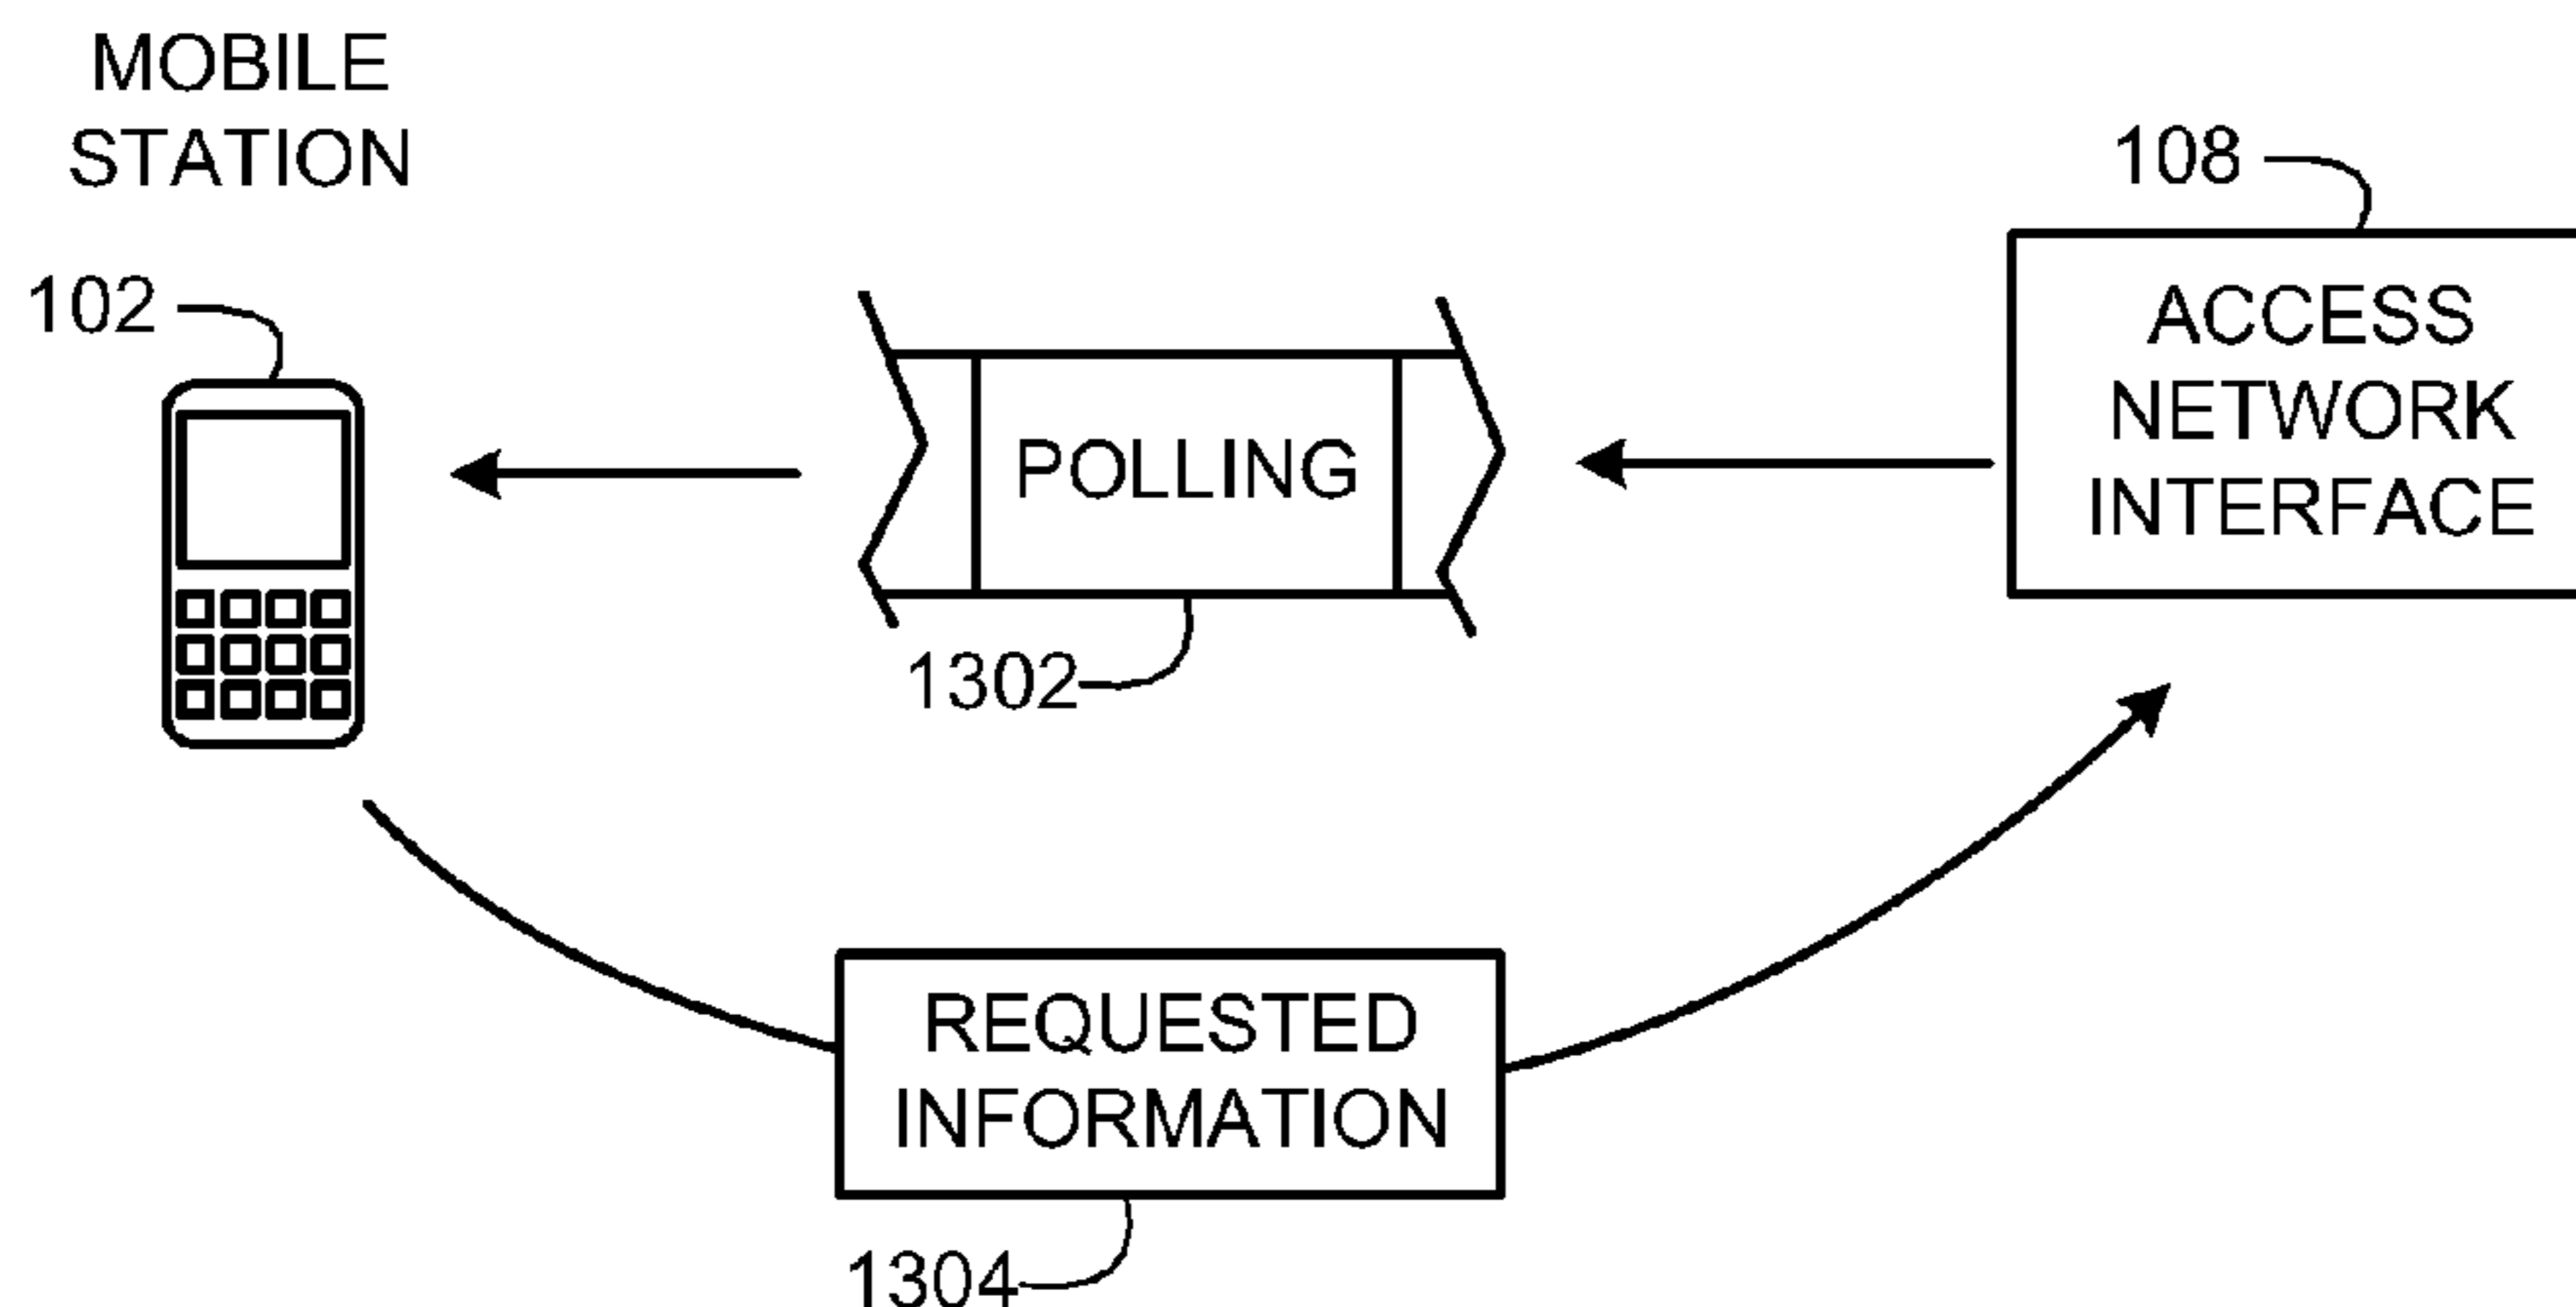 MOBILE
STATION
102
108
ACCESS
NETWORK
INTERFACE
POLLING
1302
REQUESTED
INFORMATION
1304